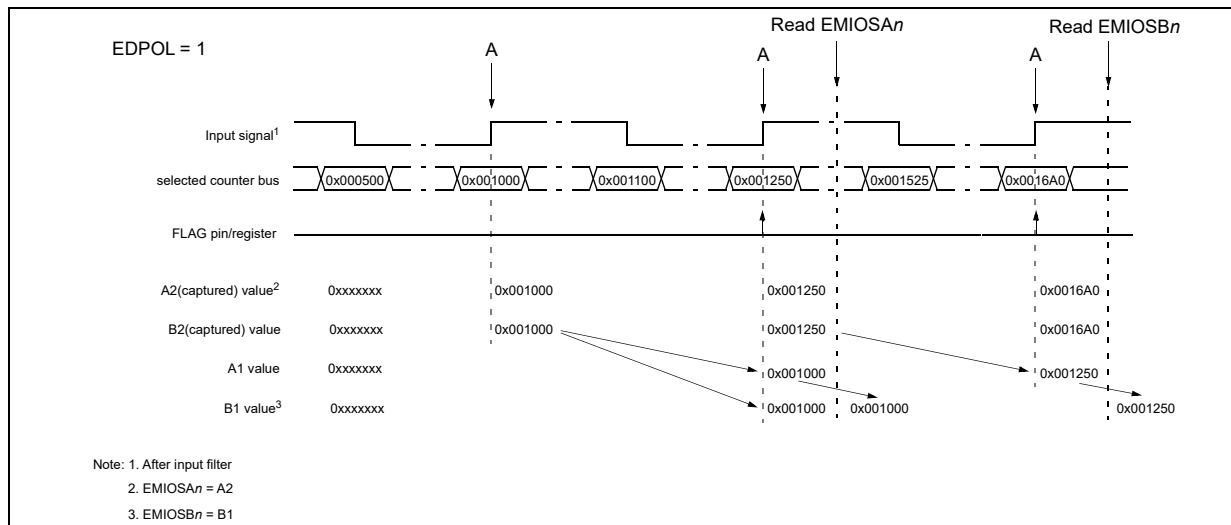 Read EMIOSAn
Read EMIOSBn
EDPOL = 1
A
A
A
Input signal1
selected counter bus
0x000500
0x001000
0x001100
0x001250
0x001525
0x0016A0
FLAG pin/register
A2(captured) value2
0xxxxxxx
0x001000
0x001250
0x0016A0
B2(captured) value
0xxxxxxx
0x001000
0x001250
0x0016A0
A1 value
0xxxxxxx
0x001000
0x001250
B1 value3
0xxxxxxx
0x001000
0x001000
0x001250
Note: 1. After input filter
2. EMIOSAn = A2
3. EMIOSBn = B1